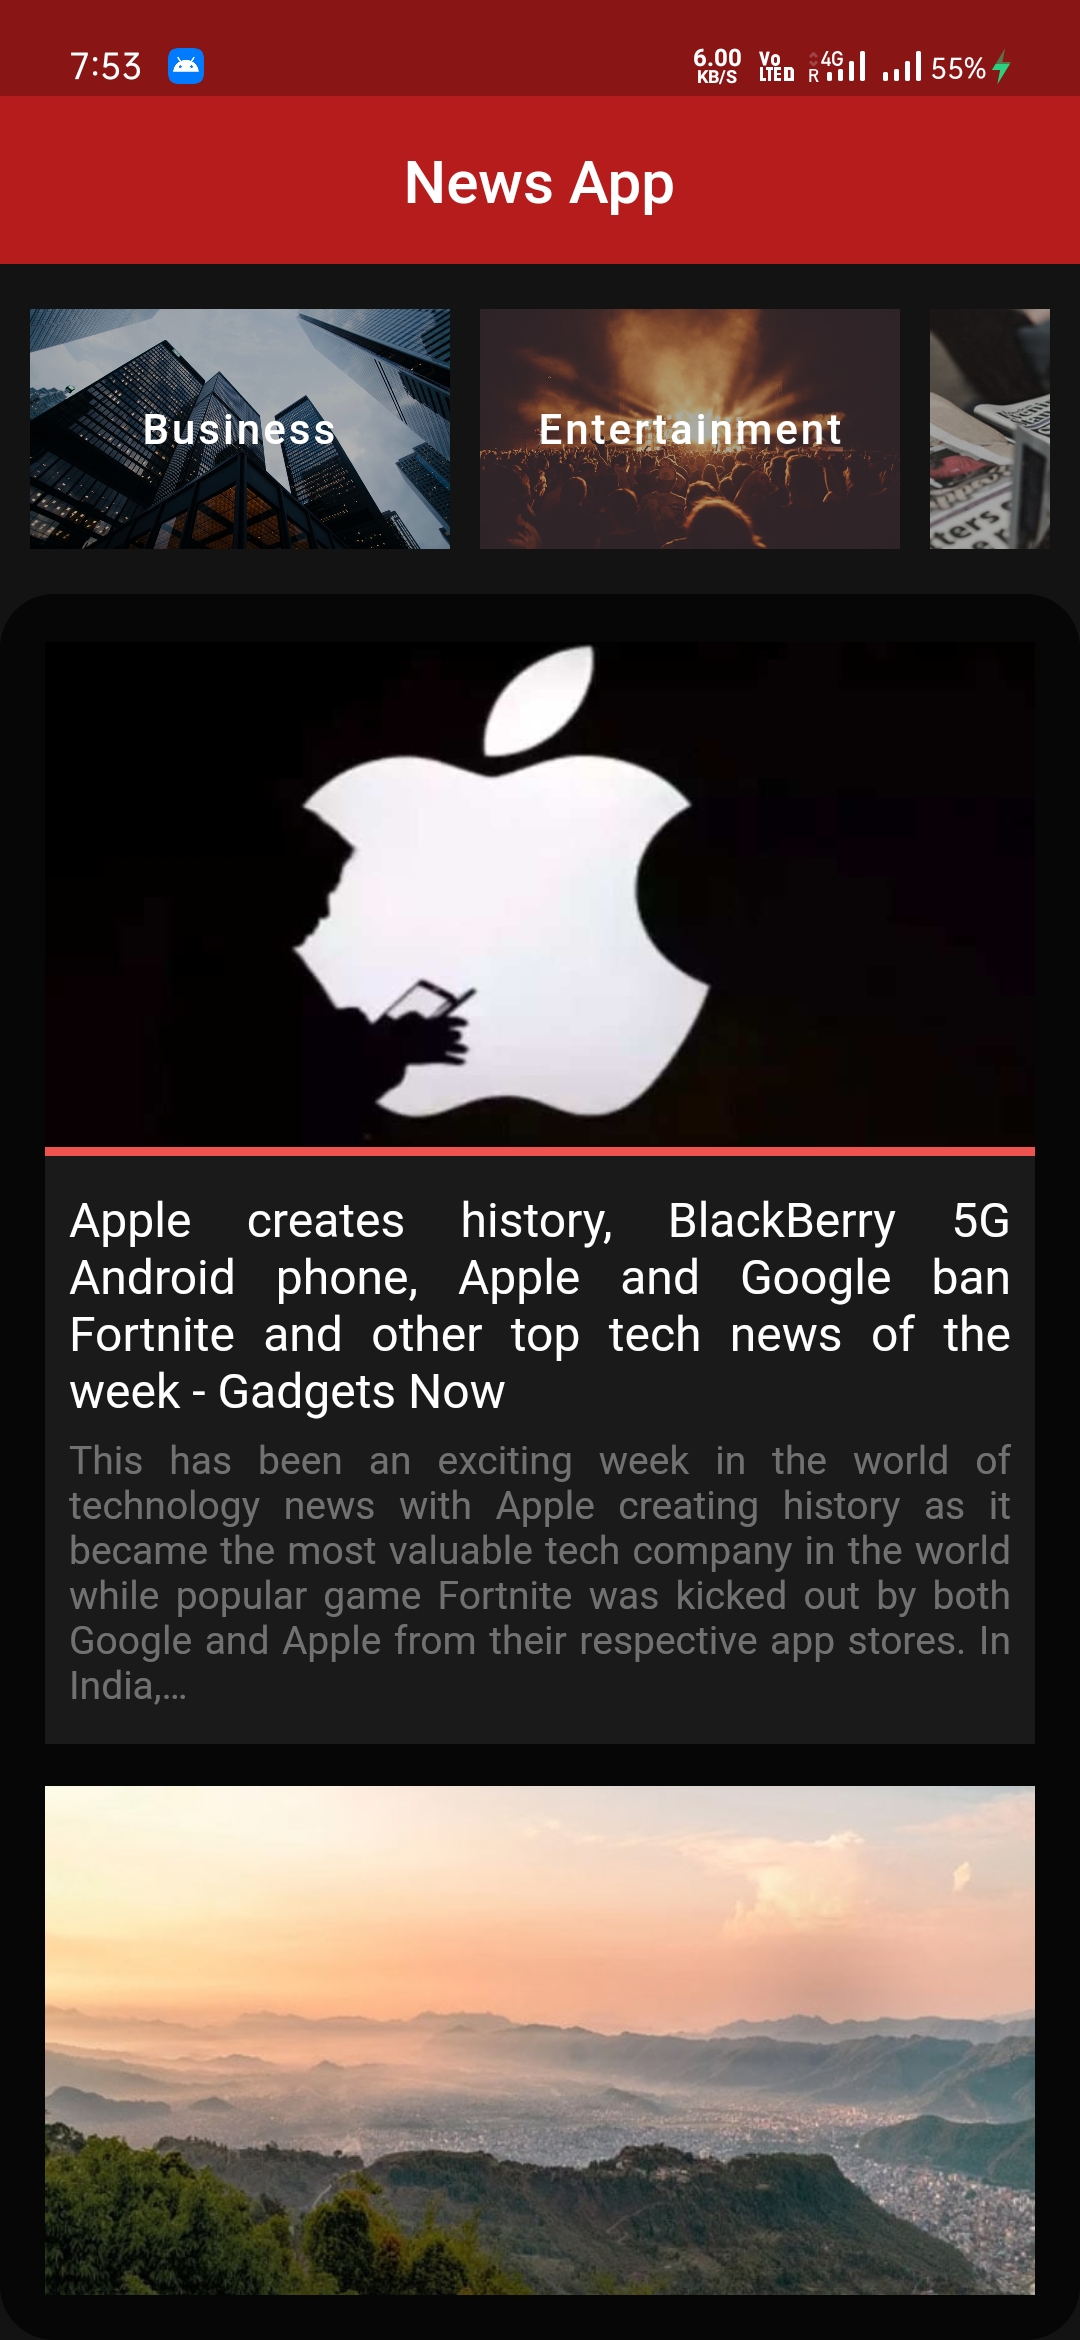 7:53
6.00
KB/S
Vo
LTE
4G
R
55%
News App
Business
Entertainment
ters
Apple creates history, BlackBerry 5G
Android phone, Apple and Google ban
Fortnite and other top tech news of the
week - Gadgets Now
This has been an exciting week in the world of
technology news with Apple creating history as it
became the most valuable tech company in the world
while popular game Fortnite was kicked out by both
Google and Apple from their respective app stores. In
India,…